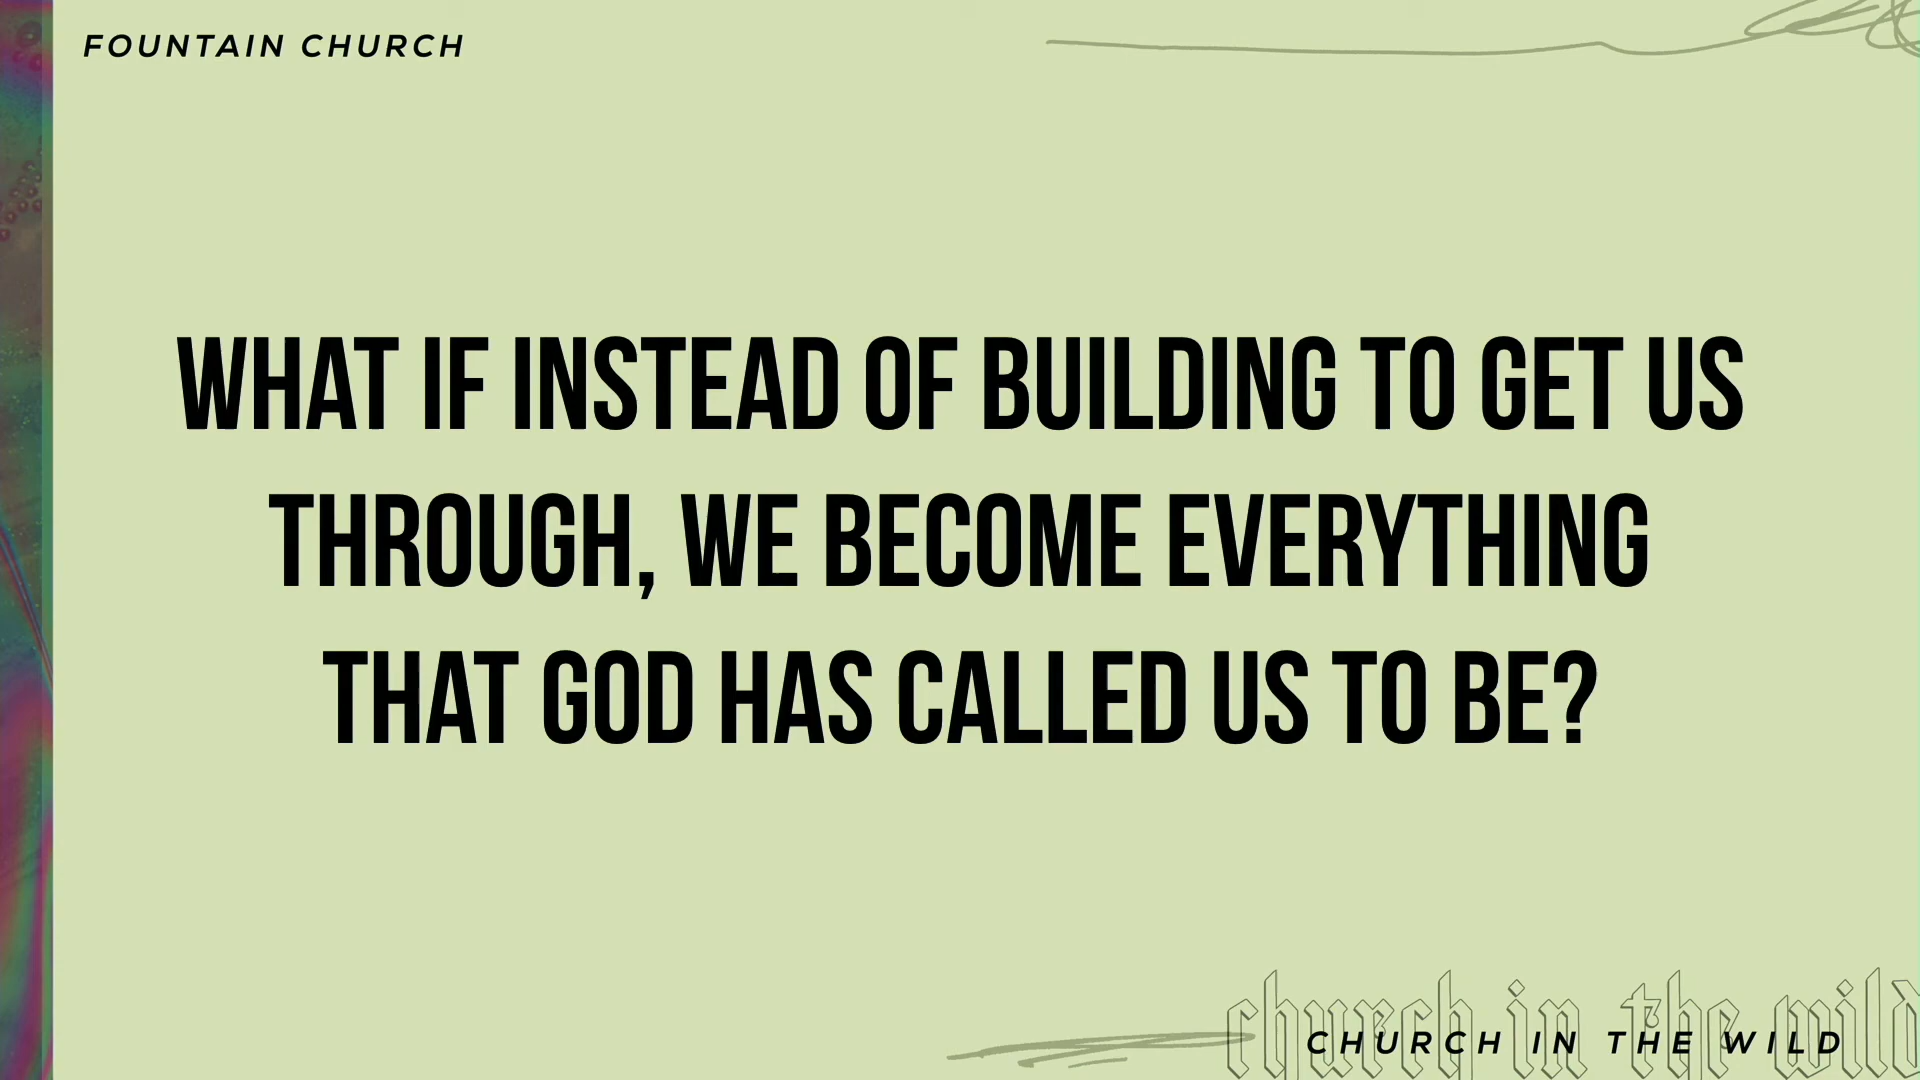 FOUNTAIN CHURCH
WHAT IF INSTEAD OF BUILDING TO GET US
THROUGH, WE BECOME EVERYTHING
THAT GOD HAS CALLED US TO BE?
church in the wild
CHURCH IN THE WILD